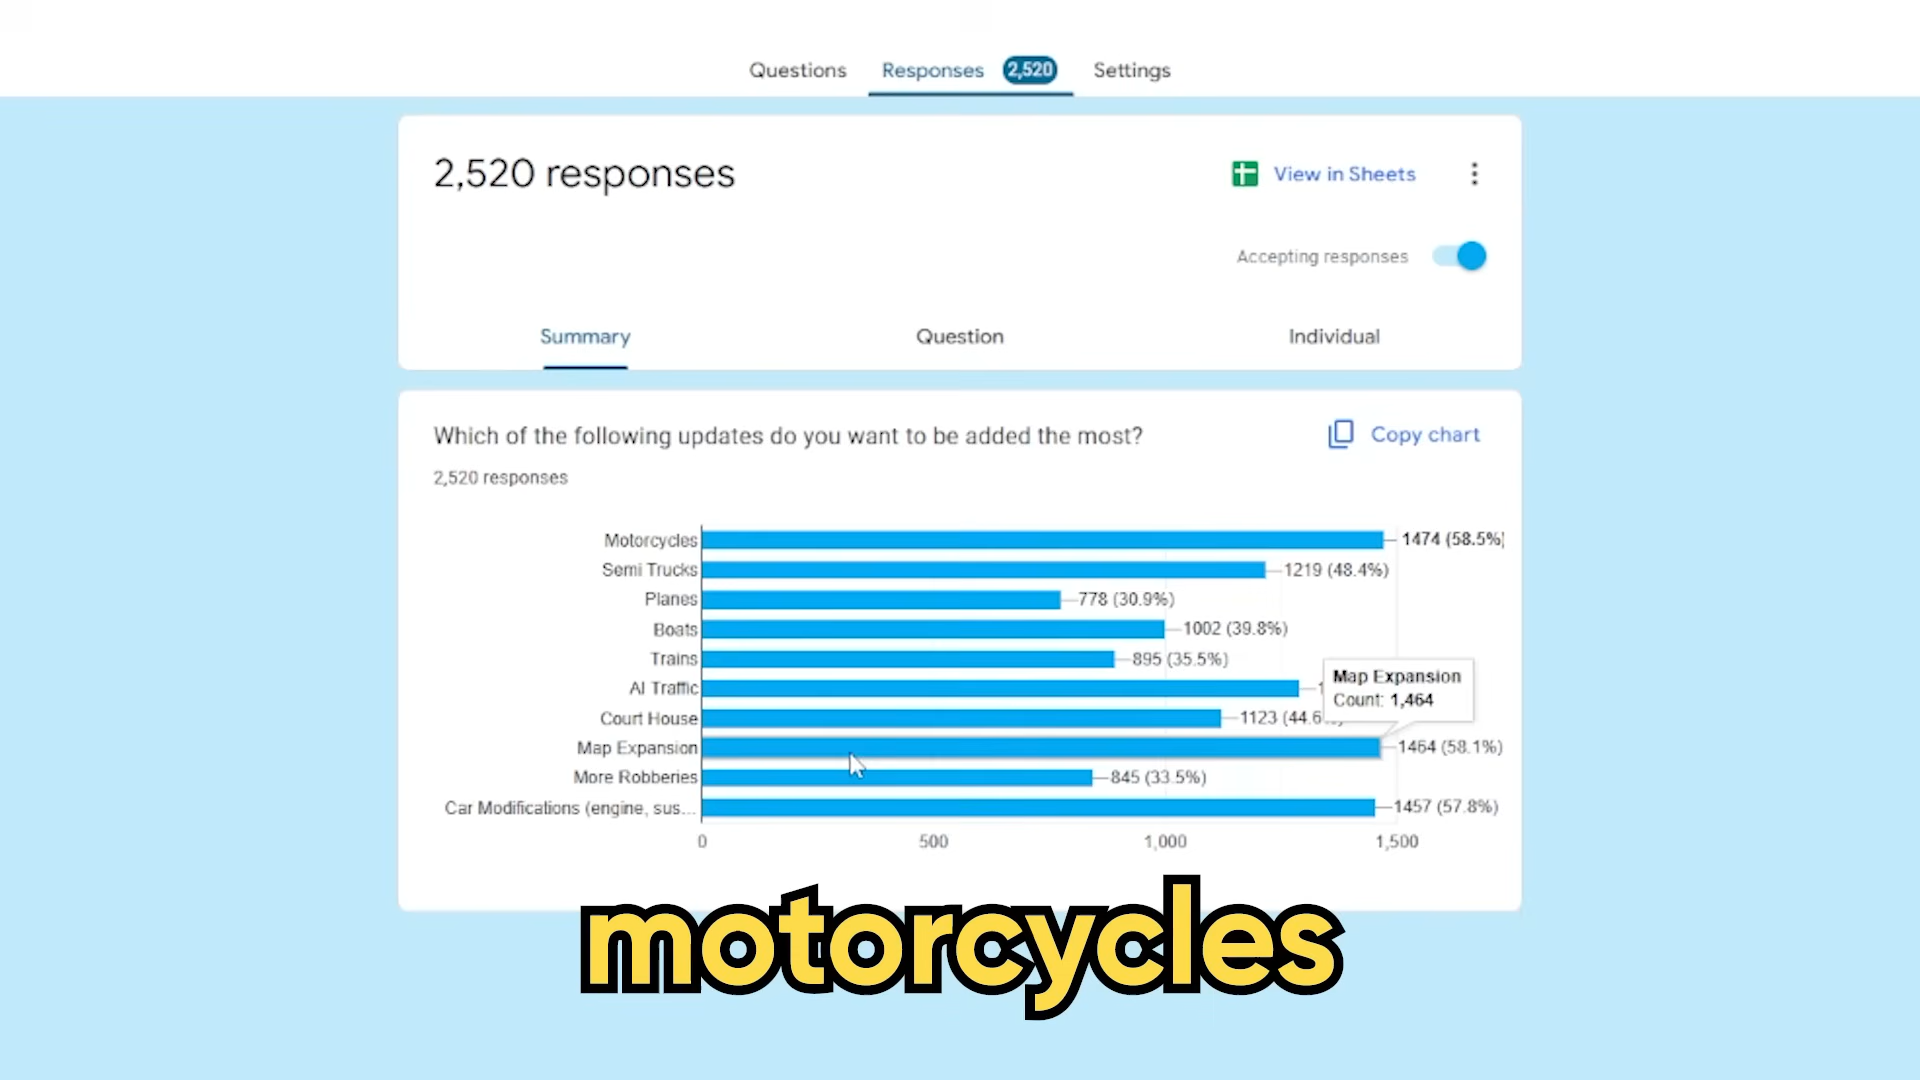 Questions Responses 2,520 Settings
2,520 responses
View in Sheets
Accepting responses
Summary Question Individual
Which of the following updates do you want to be added the most?
Copy chart
2,520 responses
Motorcycles 1474 (58.5%)
Semi Trucks 1219 (48.4%)
Planes 778 (30.9%)
Boats 1002 (39.8%)
Trains 895 (35.5%)
Map Expansion
AI Traffic
Count: 1,464
Court House 1123 (44.6
Map Expansion 1464 (58.1%)
More Robberies 845 (33.5%)
Car Modifications (engine, sus... 1457 (57.8%)
0 500 1,000 1,500
motorcycles